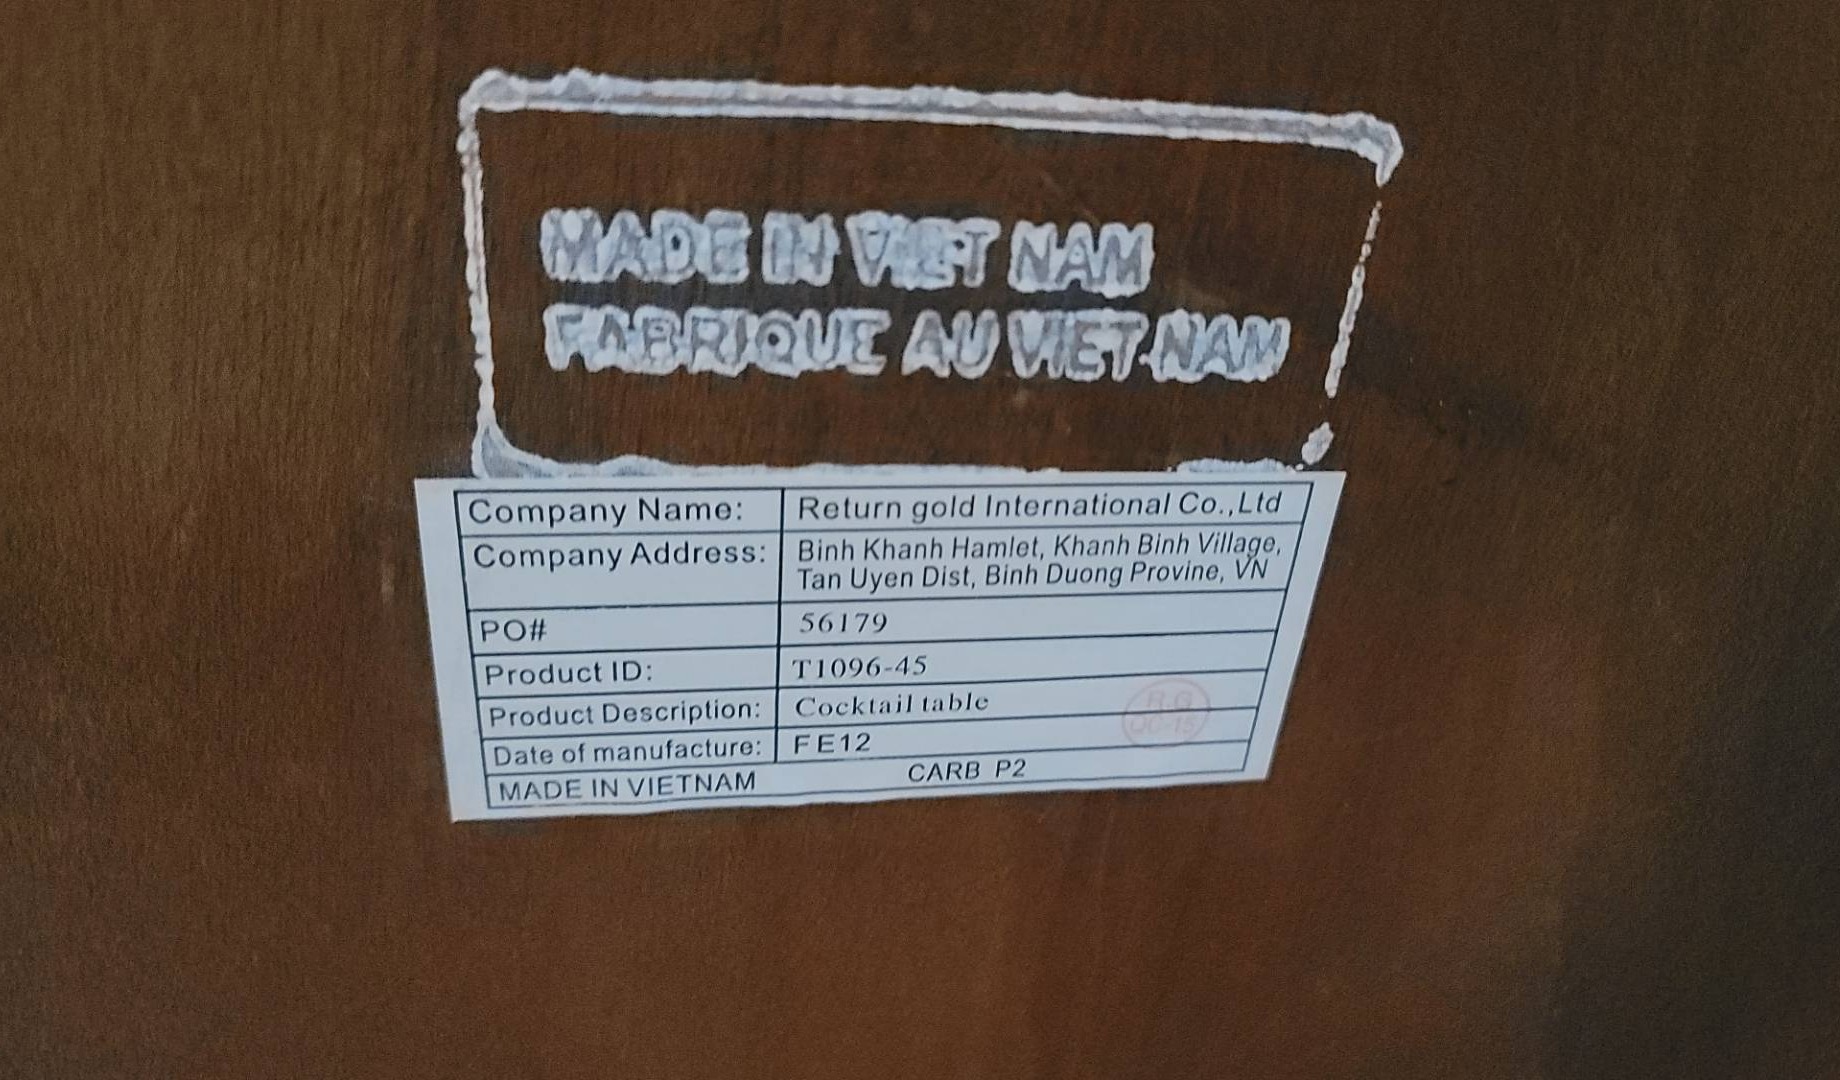 MADE IN VIET NAM
FABRIQUE AU VIET NAM
Company Name: Return gold International Co.,Ltd
Company Address: Binh Khanh Hamlet, Khanh Binh Village,
Tan Uyen Dist, Binh Duong Provine, VN
PO# 56179
Product ID: T1096-45
Product Description: Cocktail table
Date of manufacture: FE12
MADE IN VIETNAM CARB P2
R.G
QC-15